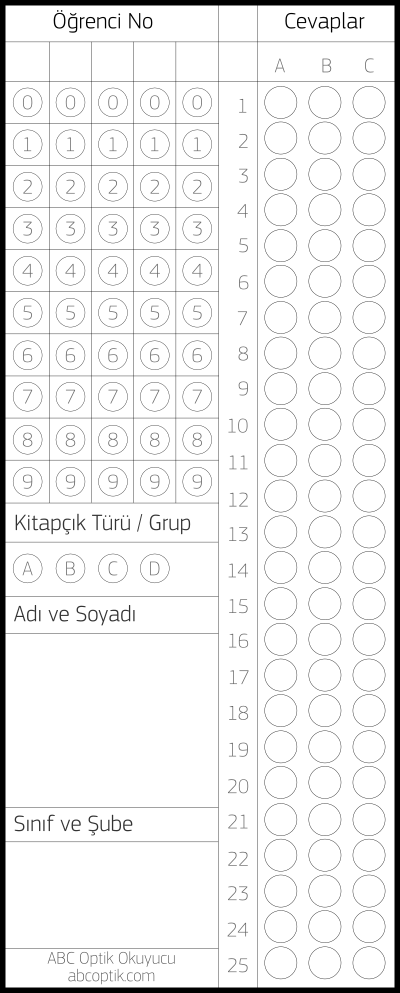 Öğrenci No
0 0 0 0 0
1 1 1 1 1
2 2 2 2 2
3 3 3 3 3
4 4 4 4 4
5 5 5 5 5
6 6 6 6 6
7 7 7 7 7
8 8 8 8 8
9 9 9 9 9
Kitapçık Türü / Grup
A B C D
Adı ve Soyadı
Sınıf ve Şube
ABC Optik Okuyucu
abcoptik.com
Cevaplar
A B C
1
2
3
4
5
6
7
8
9
10
11
12
13
14
15
16
17
18
19
20
21
22
23
24
25